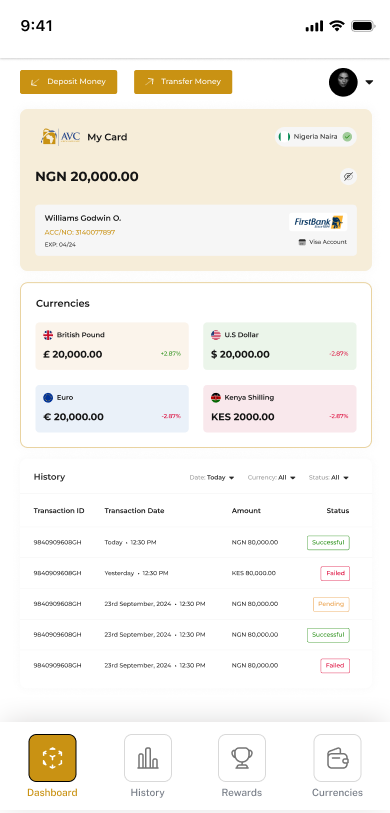 9:41
Deposit Money
Transfer Money
AVC My Card
Nigeria Naira
NGN 20,000.00
Williams Godwin O.
FirstBank
ACC/NO: 3140077897
Visa Account
EXP: 04/24
Currencies
British Pound
£ 20,000.00 +2.87%
U.S Dollar
$ 20,000.00 -2.87%
Euro
€ 20,000.00 -2.87%
Kenya Shilling
KES 2000.00 -2.87%
History Date: Today Currency: All Status: All
Transaction ID Transaction Date Amount Status
9840909608GH Today • 12:30 PM NGN 80,000.00 Successful
9840909608GH Yesterday • 12:30 PM KES 80,000.00 Failed
9840909608GH 23rd September, 2024 • 12:30 PM NGN 80,000.00 Pending
9840909608GH 23rd September, 2024 • 12:30 PM NGN 80,000.00 Successful
9840909608GH 23rd September, 2024 • 12:30 PM NGN 80,000.00 Failed
Dashboard History Rewards Currencies